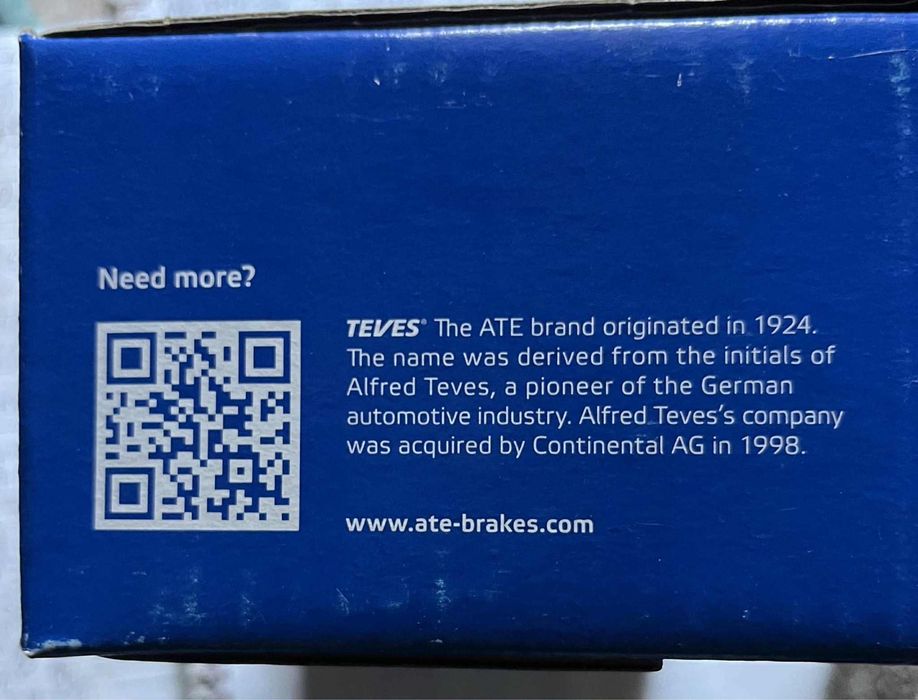 Need more?
TEVES® The ATE brand originated in 1924.
The name was derived from the initials of
Alfred Teves, a pioneer of the German
automotive industry. Alfred Teves's company
was acquired by Continental AG in 1998.
www.ate-brakes.com